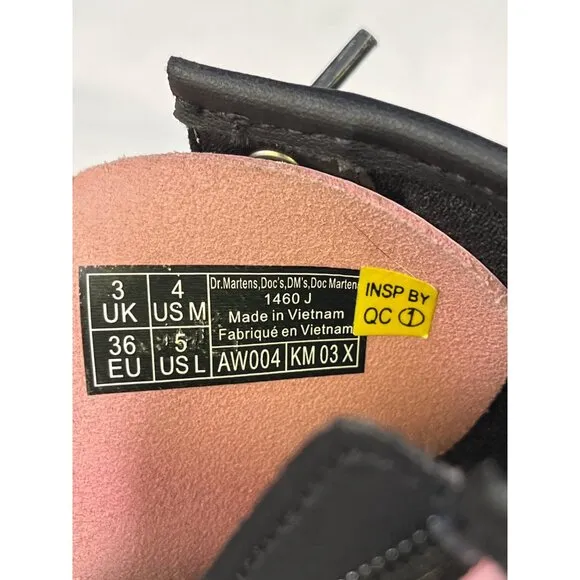 3 UK
4 US M
36 EU
5 US L
Dr.Martens,Doc's,DM's,Doc Martens
1460 J
Made in Vietnam
Fabriqué en Vietnam
AW004
KM 03 X
INSP BY
QC ①